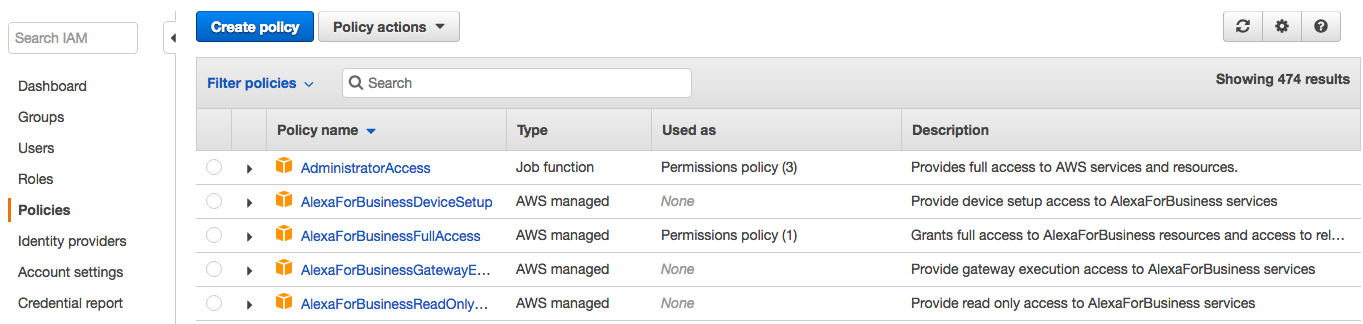 Search IAM
Dashboard
Groups
Users
Roles
Policies
Identity providers
Account settings
Credential report
Create policy Policy actions
Filter policies Search Showing 474 results
Policy name Type Used as Description
AdministratorAccess Job function Permissions policy (3) Provides full access to AWS services and resources.
AlexaForBusinessDeviceSetup AWS managed None Provide device setup access to AlexaForBusiness services
AlexaForBusinessFullAccess AWS managed Permissions policy (1) Grants full access to AlexaForBusiness resources and access to rel…
AlexaForBusinessGatewayE… AWS managed None Provide gateway execution access to AlexaForBusiness services
AlexaForBusinessReadOnly… AWS managed None Provide read only access to AlexaForBusiness services